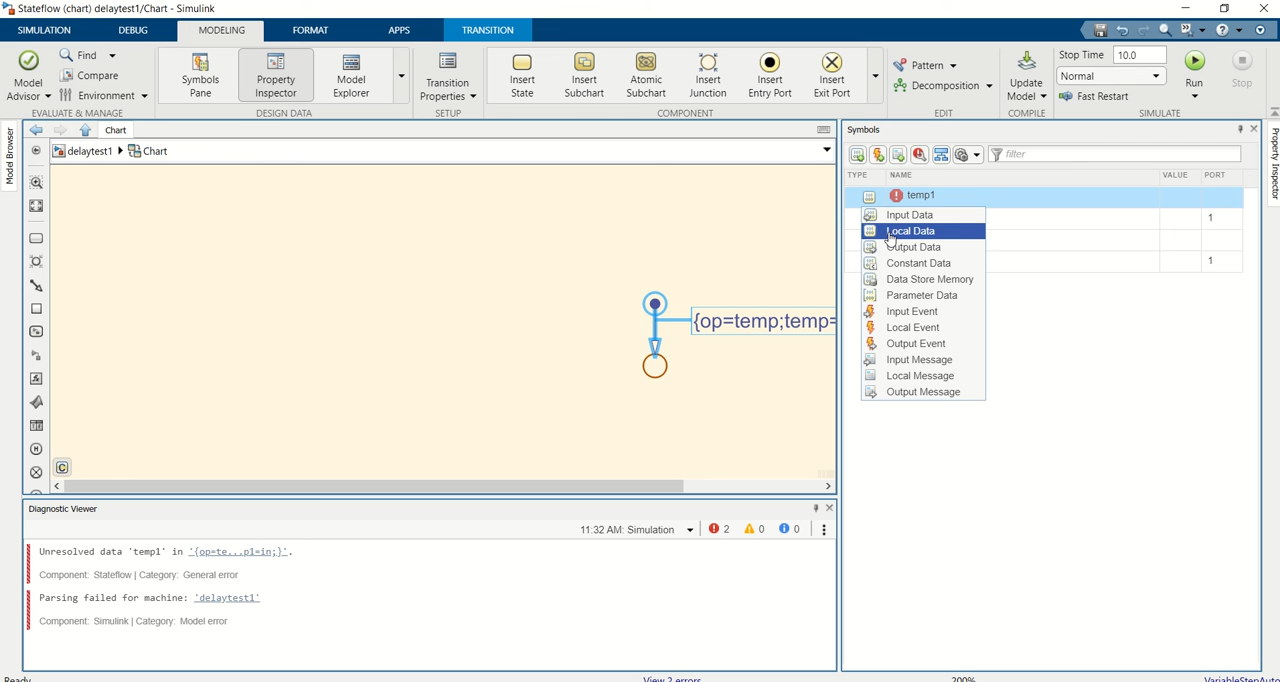 Stateflow (chart) delaytest1/Chart - Simulink
SIMULATION DEBUG MODELING FORMAT APPS TRANSITION
Model Advisor
Find
Compare
Environment
EVALUATE & MANAGE
Symbols Pane
Property Inspector
Model Explorer
DESIGN DATA
Transition Properties
SETUP
Insert State
Insert Subchart
Atomic Subchart
Insert Junction
Insert Entry Port
Insert Exit Port
COMPONENT
Pattern
Decomposition
EDIT
Update Model
COMPILE
Stop Time 10.0
Normal
Fast Restart
Run
Stop
SIMULATE
Model Browser
Chart
delaytest1 Chart
{op=temp;temp=
C
Symbols
filter
TYPE NAME VALUE PORT
temp1
Input Data
1
Local Data
Output Data
Constant Data
1
Data Store Memory
Parameter Data
Input Event
Local Event
Output Event
Input Message
Local Message
Output Message
Property Inspector
Diagnostic Viewer
11:32 AM: Simulation 2 0 0
Unresolved data 'temp1' in '{op=te...p1=in;}'.
Component: Stateflow | Category: General error
Parsing failed for machine: 'delaytest1'
Component: Simulink | Category: Model error
Ready View 2 errors 200% VariableStepAuto